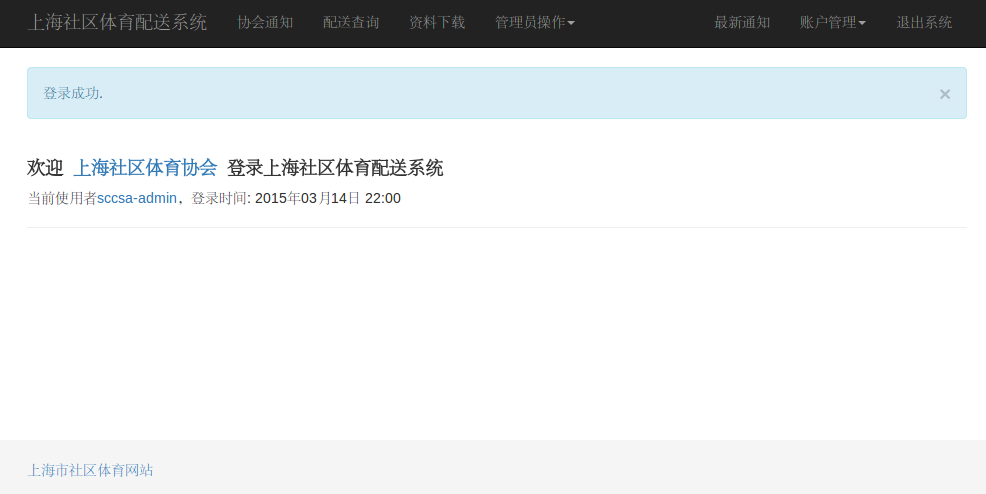 上海社区体育配送系统 协会通知 配送查询 资料下载 管理员操作 最新通知 账户管理 退出系统
登录成功. ×
欢迎 上海社区体育协会 登录上海社区体育配送系统
当前使用者sccsa-admin，登录时间: 2015年03月14日 22:00
上海市社区体育网站